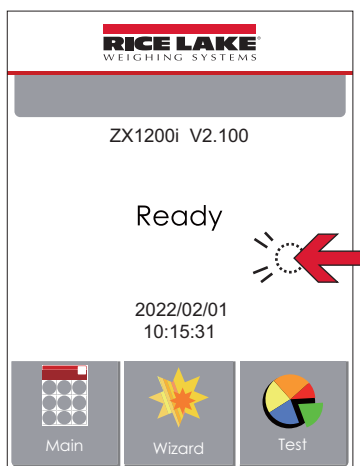 RICE LAKE®
WEIGHING SYSTEMS
ZX1200i V2.100
Ready
2022/02/01
10:15:31
Main
Wizard
Test